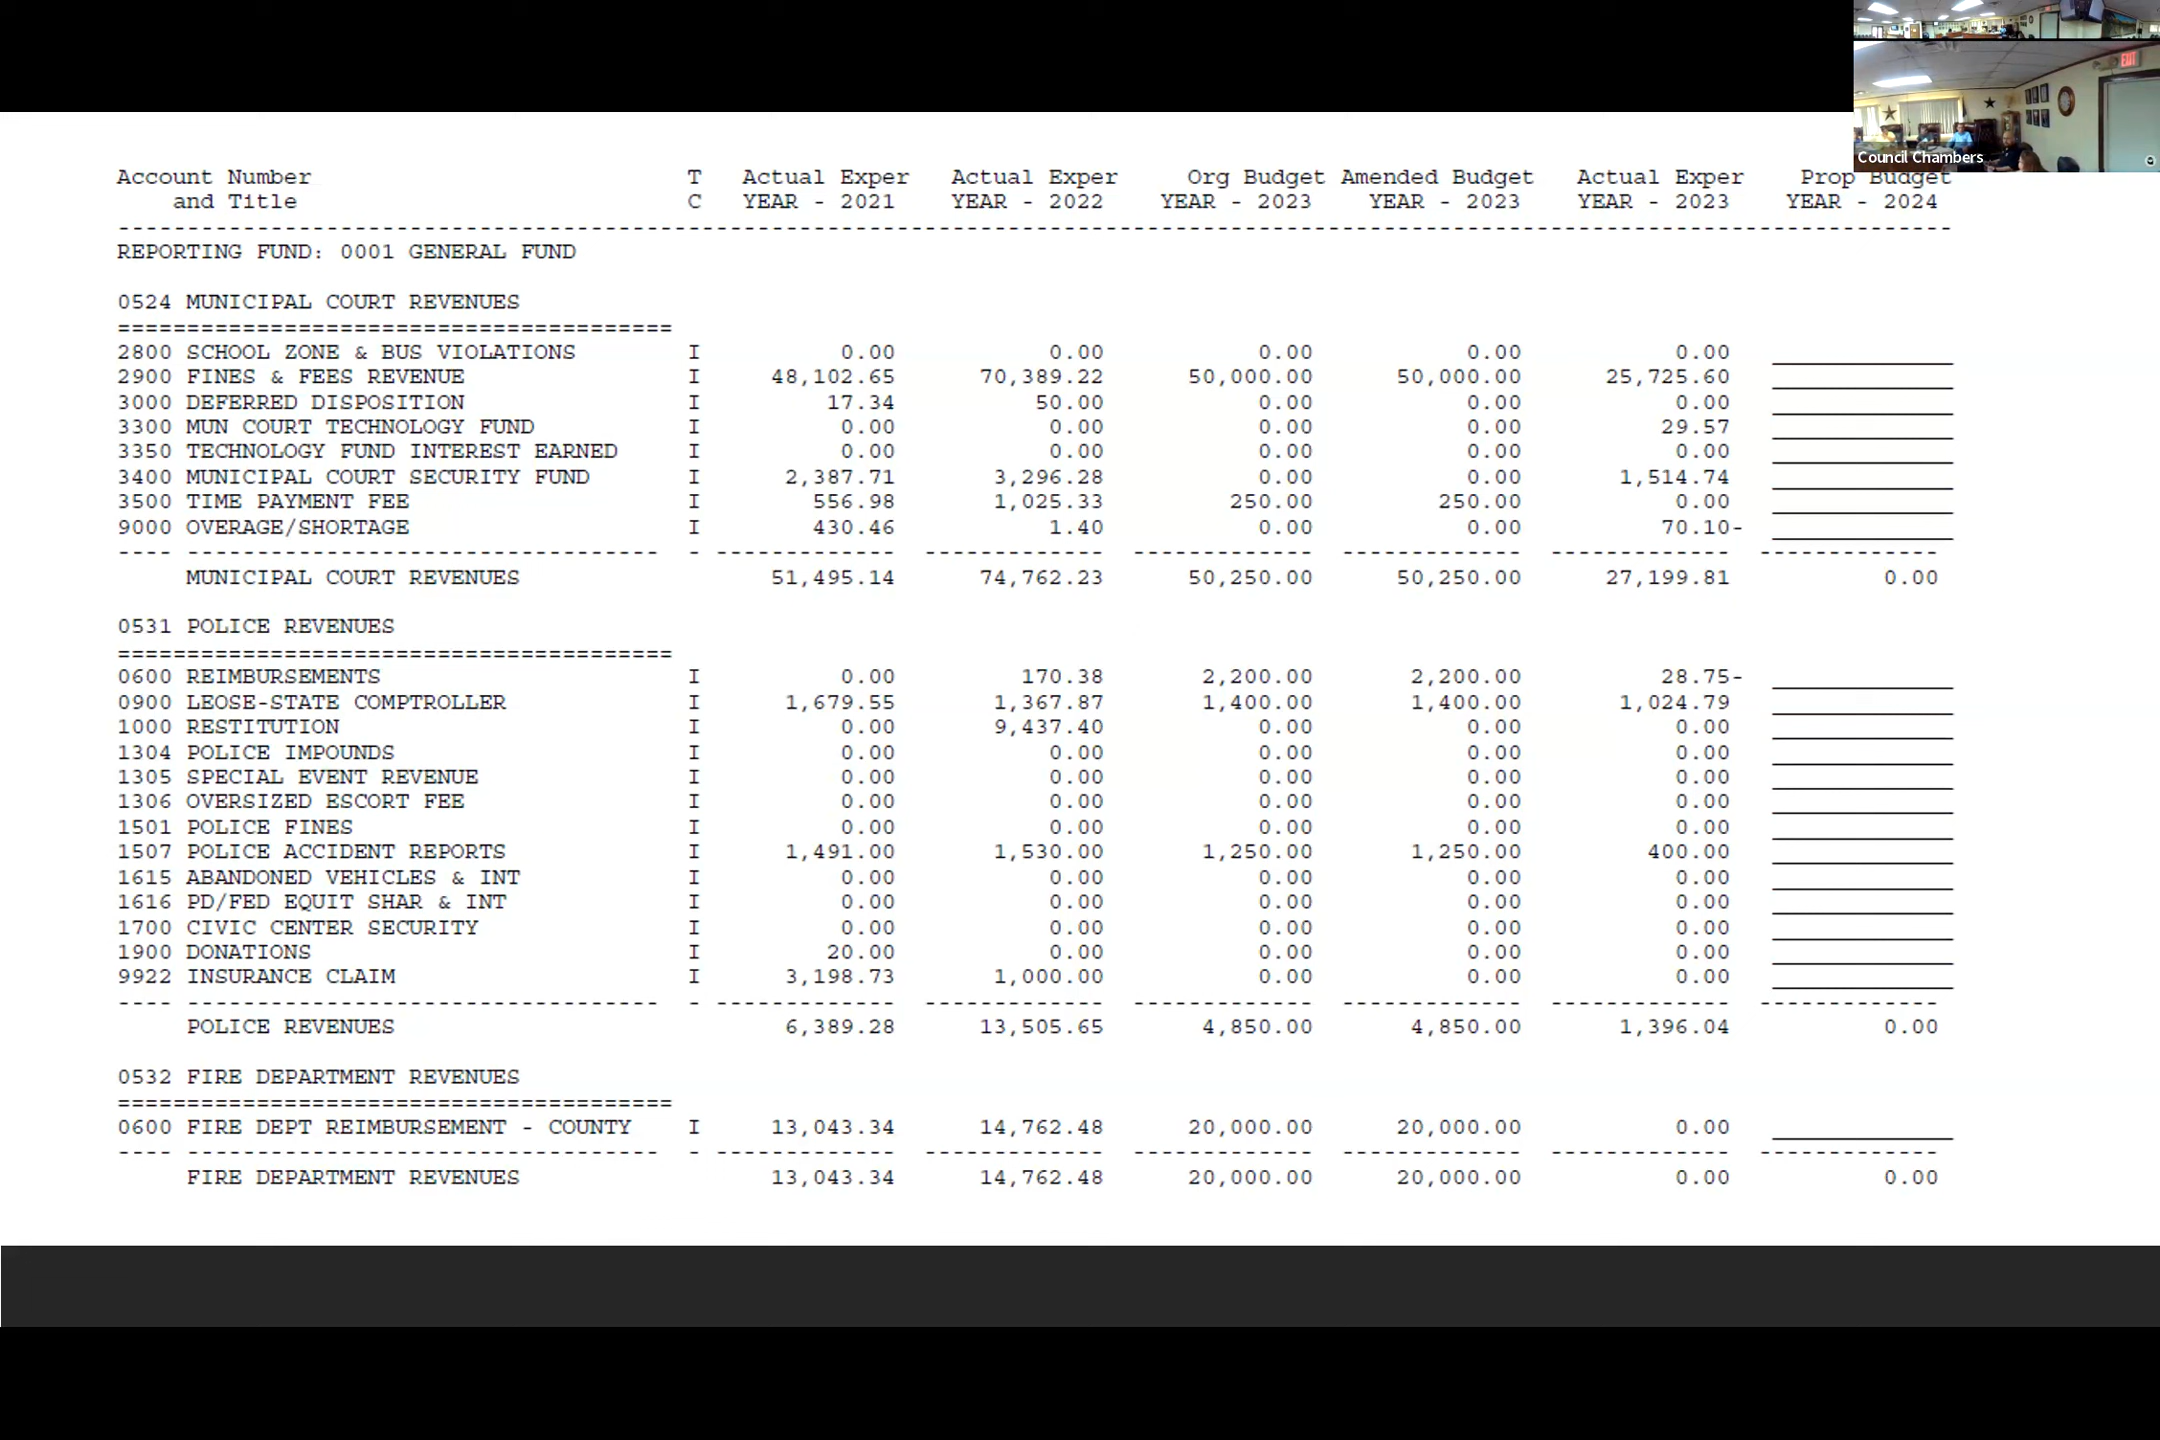 Account Number T Actual Exper Actual Exper Org Budget Amended Budget Actual Exper Prop Budget
and Title C YEAR - 2021 YEAR - 2022 YEAR - 2023 YEAR - 2023 YEAR - 2023 YEAR - 2024
REPORTING FUND: 0001 GENERAL FUND
0524 MUNICIPAL COURT REVENUES
2800 SCHOOL ZONE & BUS VIOLATIONS I 0.00 0.00 0.00 0.00 0.00
2900 FINES & FEES REVENUE I 48,102.65 70,389.22 50,000.00 50,000.00 25,725.60
3000 DEFERRED DISPOSITION I 17.34 50.00 0.00 0.00 0.00
3300 MUN COURT TECHNOLOGY FUND I 0.00 0.00 0.00 0.00 29.57
3350 TECHNOLOGY FUND INTEREST EARNED I 0.00 0.00 0.00 0.00 0.00
3400 MUNICIPAL COURT SECURITY FUND I 2,387.71 3,296.28 0.00 0.00 1,514.74
3500 TIME PAYMENT FEE I 556.98 1,025.33 250.00 250.00 0.00
9000 OVERAGE/SHORTAGE I 430.46 1.40 0.00 0.00 70.10-
MUNICIPAL COURT REVENUES 51,495.14 74,762.23 50,250.00 50,250.00 27,199.81 0.00
0531 POLICE REVENUES
0600 REIMBURSEMENTS I 0.00 170.38 2,200.00 2,200.00 28.75-
0900 LEOSE-STATE COMPTROLLER I 1,679.55 1,367.87 1,400.00 1,400.00 1,024.79
1000 RESTITUTION I 0.00 9,437.40 0.00 0.00 0.00
1304 POLICE IMPOUNDS I 0.00 0.00 0.00 0.00 0.00
1305 SPECIAL EVENT REVENUE I 0.00 0.00 0.00 0.00 0.00
1306 OVERSIZED ESCORT FEE I 0.00 0.00 0.00 0.00 0.00
1501 POLICE FINES I 0.00 0.00 0.00 0.00 0.00
1507 POLICE ACCIDENT REPORTS I 1,491.00 1,530.00 1,250.00 1,250.00 400.00
1615 ABANDONED VEHICLES & INT I 0.00 0.00 0.00 0.00 0.00
1616 PD/FED EQUIT SHAR & INT I 0.00 0.00 0.00 0.00 0.00
1700 CIVIC CENTER SECURITY I 0.00 0.00 0.00 0.00 0.00
1900 DONATIONS I 20.00 0.00 0.00 0.00 0.00
9922 INSURANCE CLAIM I 3,198.73 1,000.00 0.00 0.00 0.00
POLICE REVENUES 6,389.28 13,505.65 4,850.00 4,850.00 1,396.04 0.00
0532 FIRE DEPARTMENT REVENUES
0600 FIRE DEPT REIMBURSEMENT - COUNTY I 13,043.34 14,762.48 20,000.00 20,000.00 0.00
FIRE DEPARTMENT REVENUES 13,043.34 14,762.48 20,000.00 20,000.00 0.00 0.00
EXIT
Council Chambers